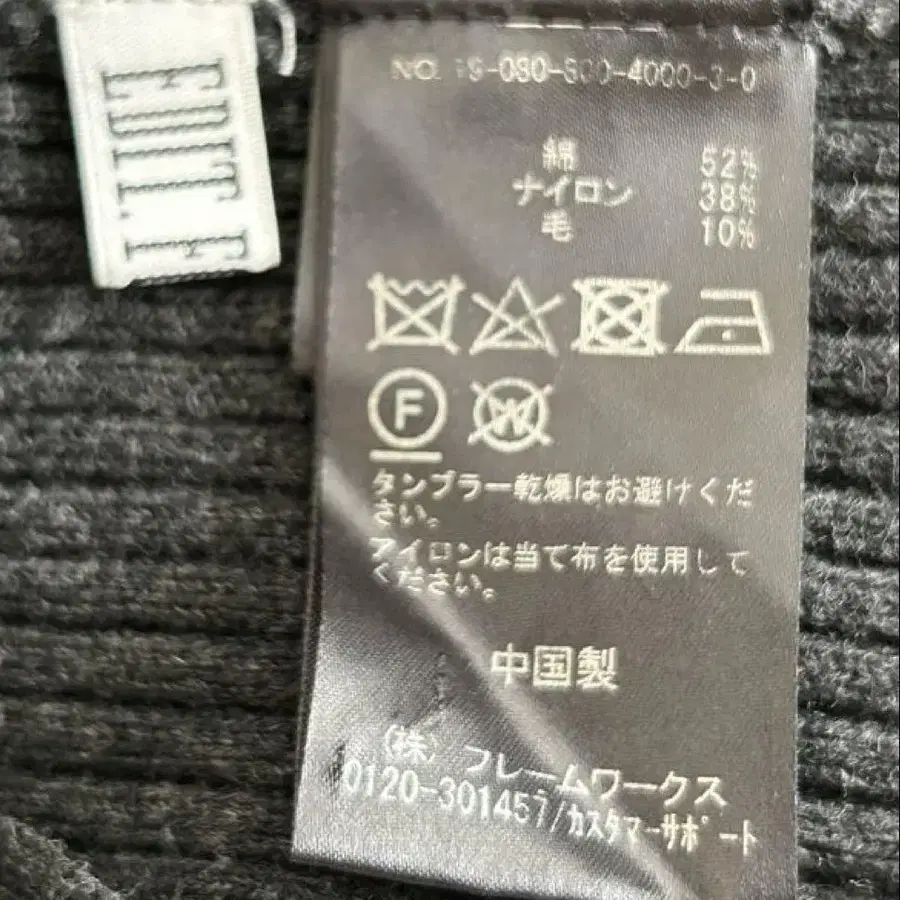 EDIT. F
NO. 19-080-800-4000-3-0
綿 52%
ナイロン 38%
毛 10%
F
W
タンブラー乾燥はお避けくだ
さい。
アイロンは当て布を使用して
ください。
中国製
(株) フレームワークス
0120-301457/カスタマーサポート